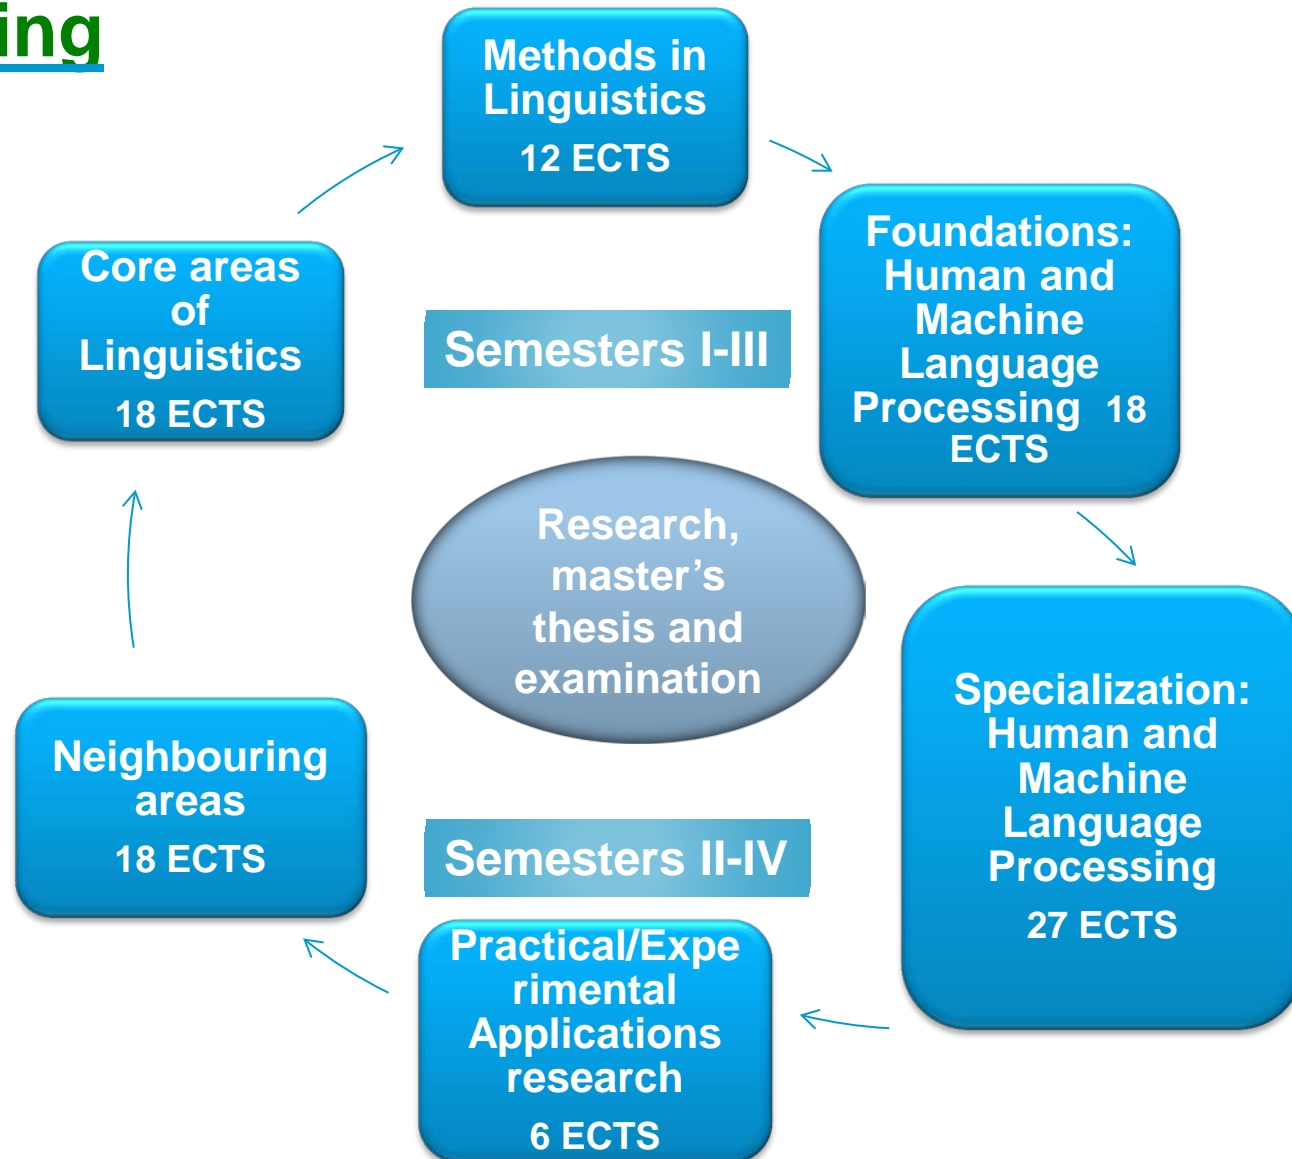 ing
Methods in
Linguistics
12 ECTS
Foundations:
Human and
Machine
Language
Processing 18
ECTS
Core areas
of
Linguistics
18 ECTS
Semesters I-III
Research,
master’s
thesis and
examination
Specialization:
Human and
Machine
Language
Processing
27 ECTS
Neighbouring
areas
18 ECTS
Semesters II-IV
Practical/Expe
rimental
Applications
research
6 ECTS